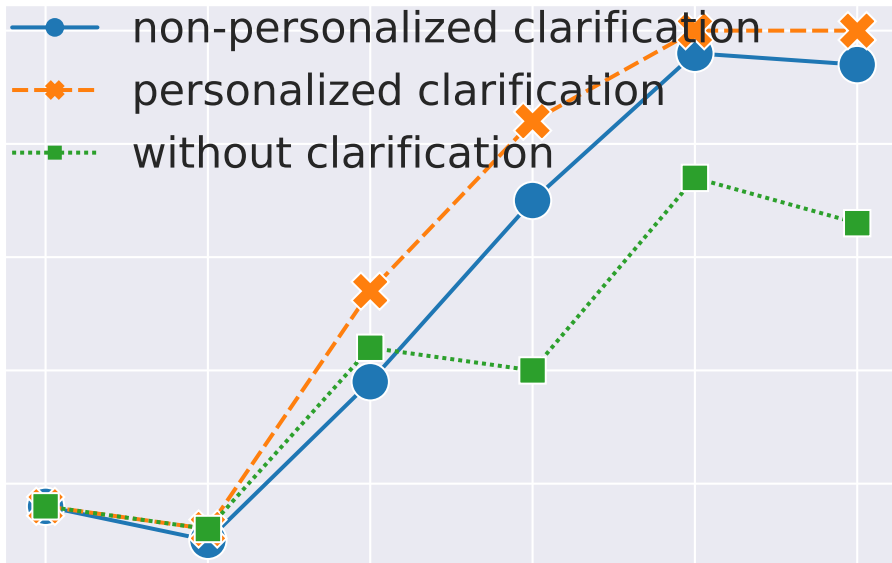 non-personalized clarification
personalized clarification
without clarification